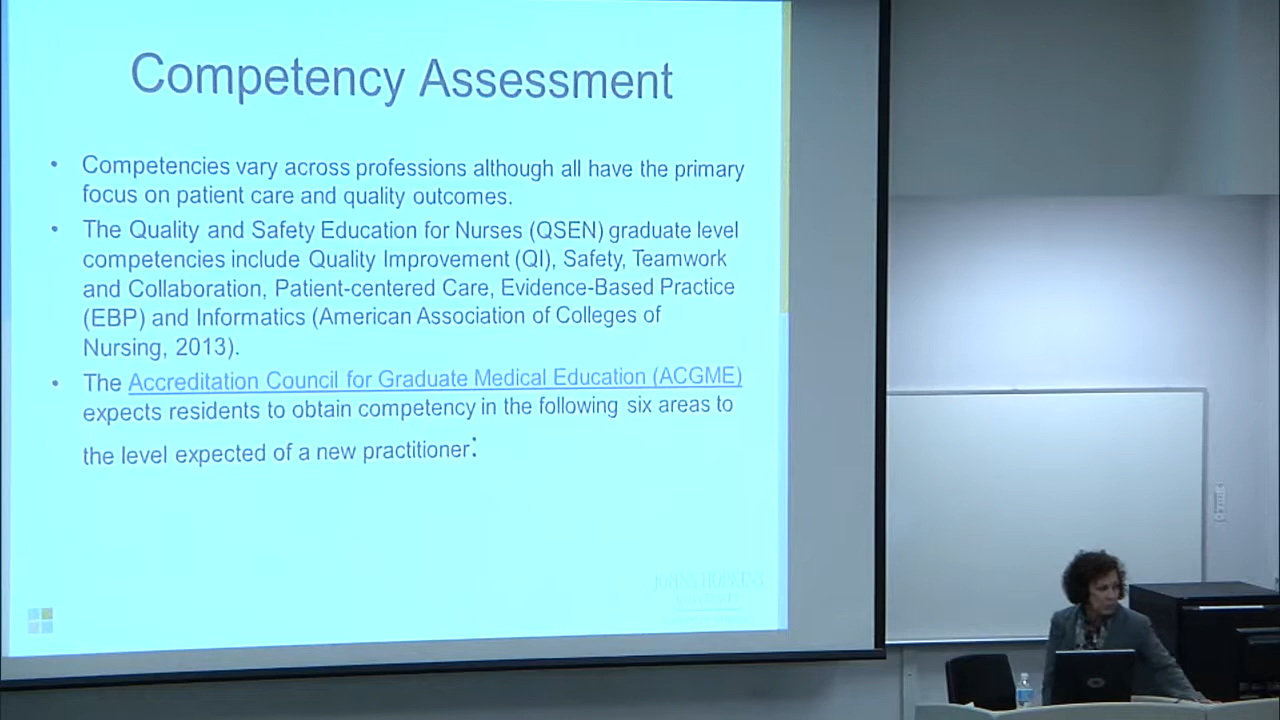 Competency Assessment
• Competencies vary across professions although all have the primary
focus on patient care and quality outcomes.
• The Quality and Safety Education for Nurses (QSEN) graduate level
competencies include Quality Improvement (QI), Safety, Teamwork
and Collaboration, Patient-centered Care, Evidence-Based Practice
(EBP) and Informatics (American Association of Colleges of
Nursing, 2013).
• The Accreditation Council for Graduate Medical Education (ACGME)
expects residents to obtain competency in the following six areas to
the level expected of a new practitioner:
JOHNS HOPKINS